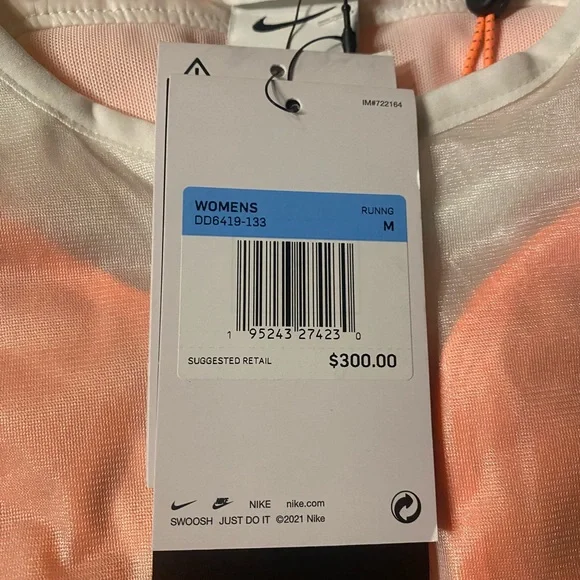 IM#722164
WOMENS RUNNG
DD6419-133 M
1 95243 27423 0
SUGGESTED RETAIL $300.00
NIKE nike.com
SWOOSH JUST DO IT ©2021 Nike